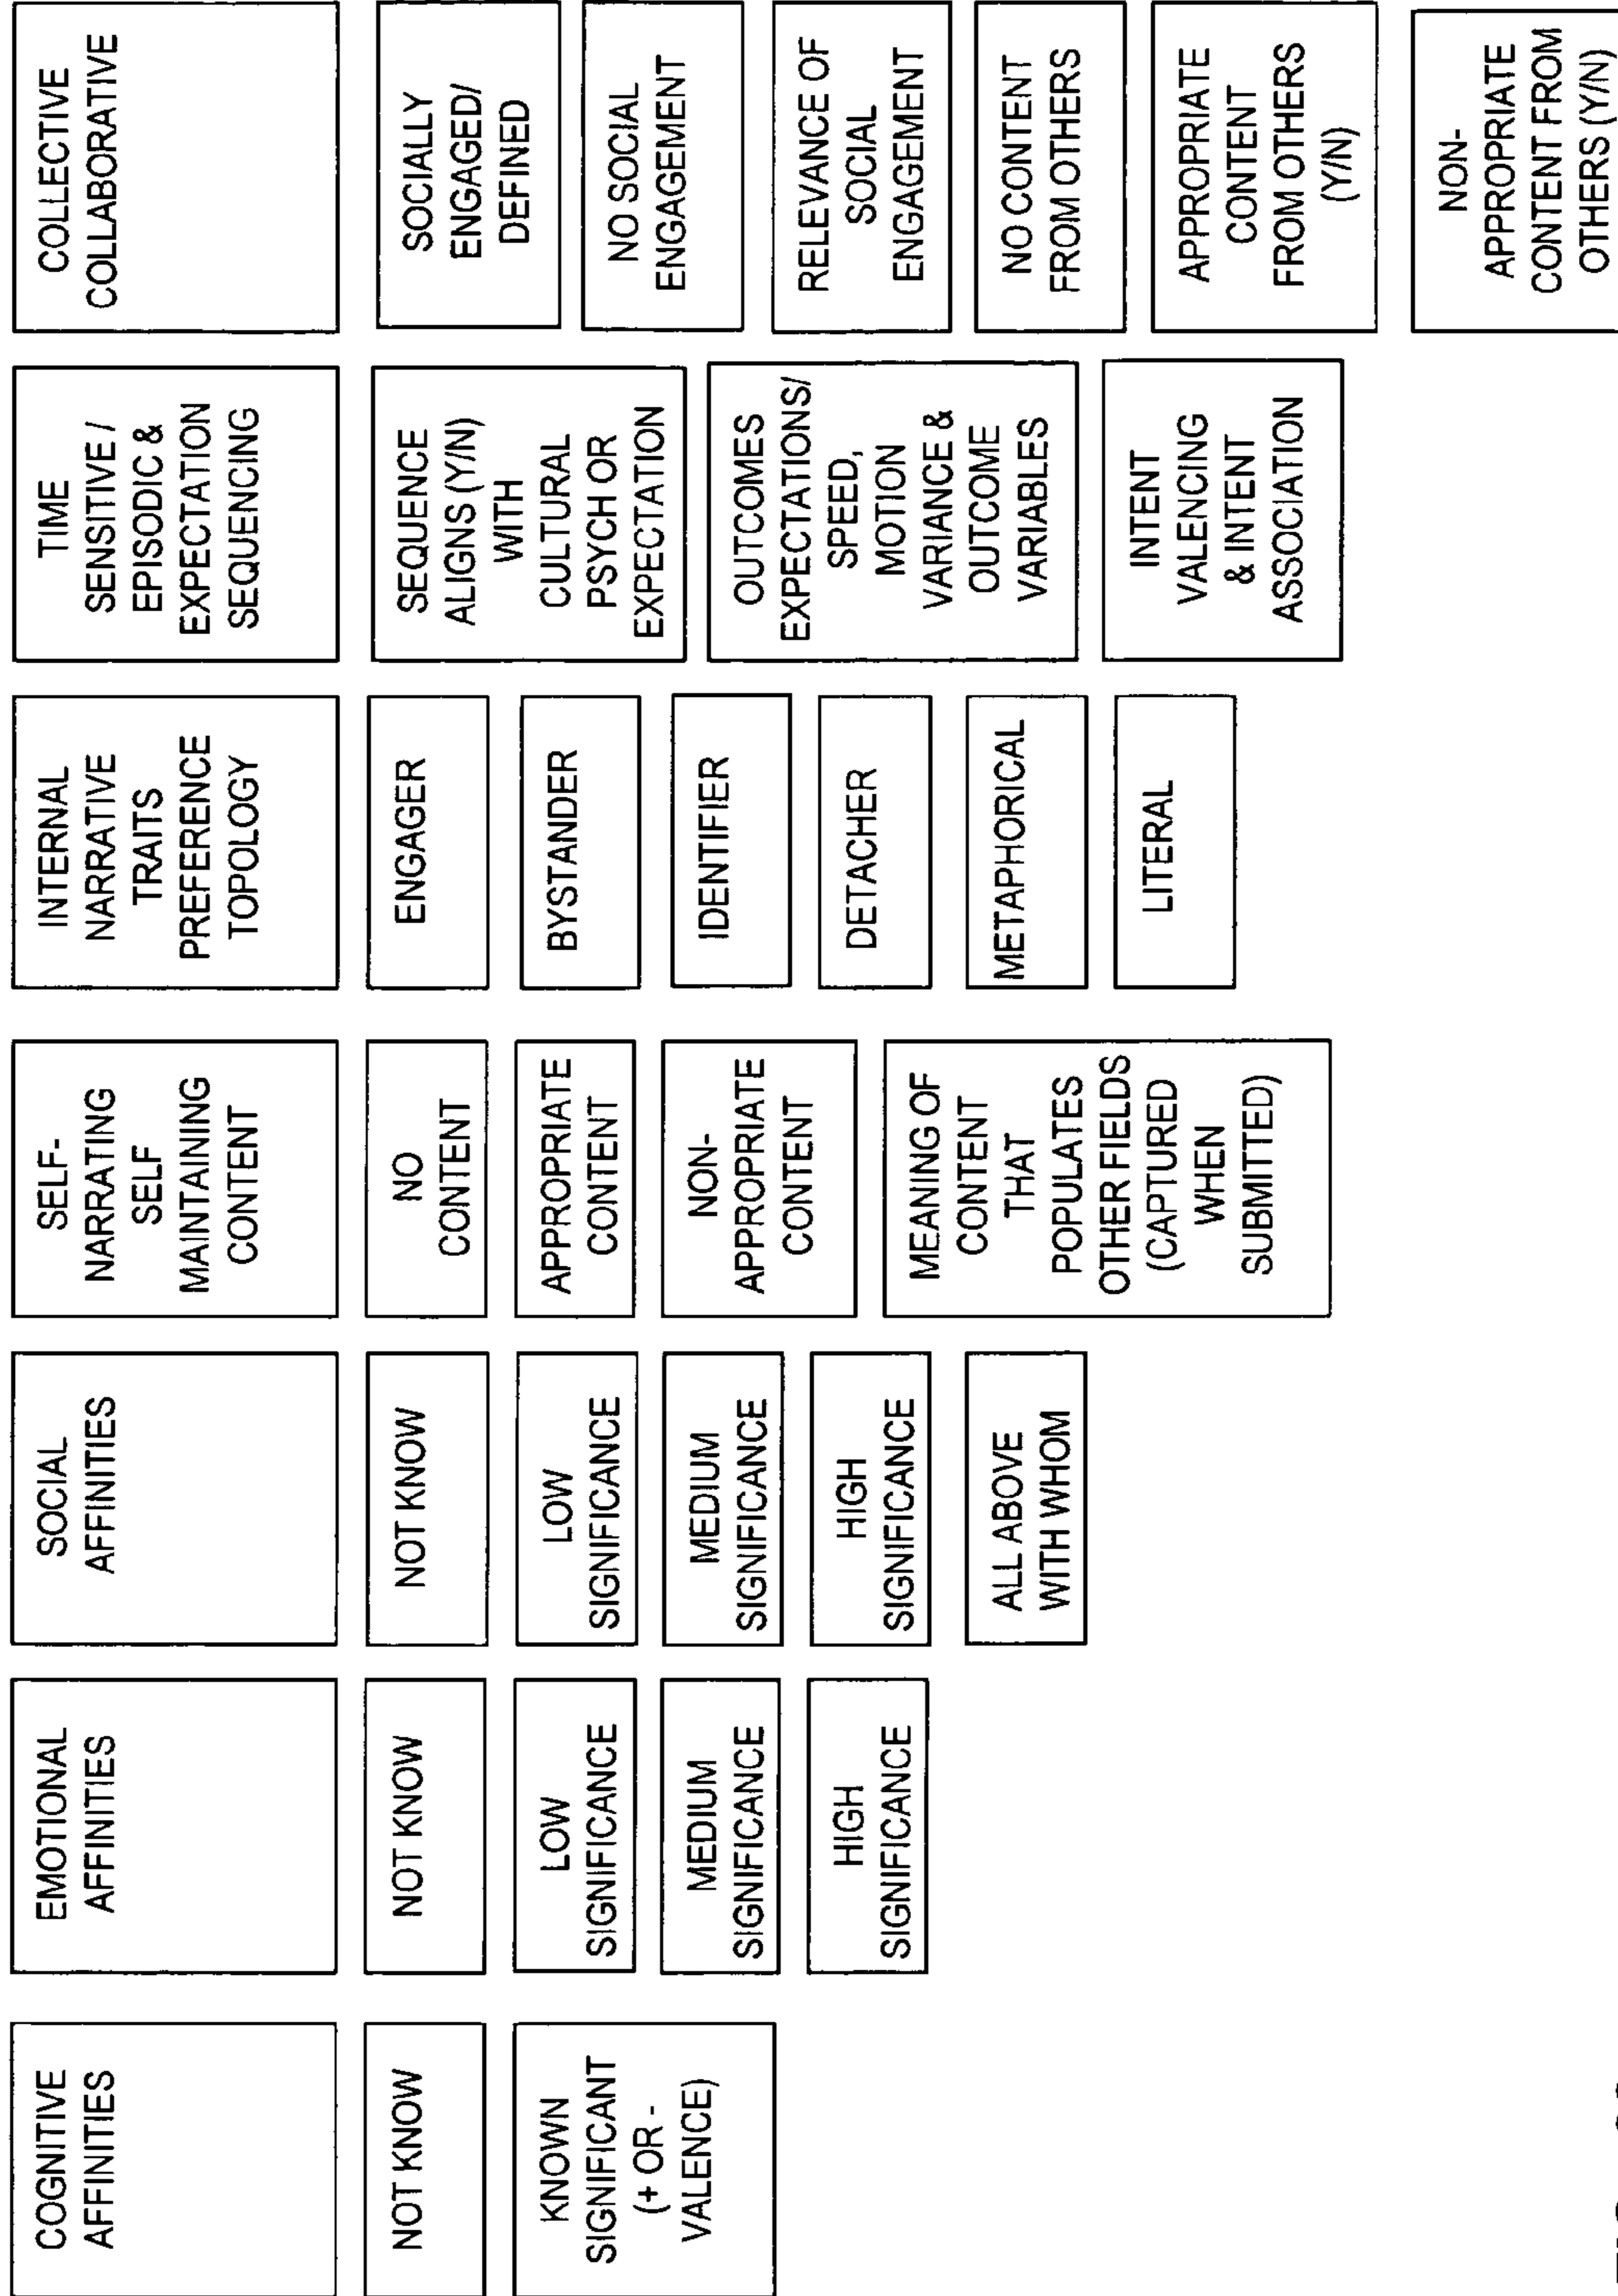 COGNITIVE
AFFINITIES
NOT KNOW
KNOWN
SIGNIFICANT
(+ OR -
VALENCE)
EMOTIONAL
AFFINITIES
NOT KNOW
LOW
SIGNIFICANCE
MEDIUM
SIGNIFICANCE
HIGH
SIGNIFICANCE
SOCIAL
AFFINITIES
NOT KNOW
LOW
SIGNIFICANCE
MEDIUM
SIGNIFICANCE
HIGH
SIGNIFICANCE
ALL ABOVE
WITH WHOM
SELF-
NARRATING
SELF
MAINTAINING
CONTENT
NO
CONTENT
APPROPRIATE
CONTENT
NON-
APPROPRIATE
CONTENT
MEANING OF
CONTENT
THAT
POPULATES
OTHER FIELDS
(CAPTURED
WHEN
SUBMITTED)
INTERNAL
NARRATIVE
TRAITS
PREFERENCE
TOPOLOGY
ENGAGER
BYSTANDER
IDENTIFIER
DETACHER
METAPHORICAL
LITERAL
TIME
SENSITIVE /
EPISODIC &
EXPECTATION
SEQUENCING
SEQUENCE
ALIGNS (Y/N)
WITH
CULTURAL
PSYCH OR
EXPECTATION
OUTCOMES
EXPECTATIONS/
SPEED,
MOTION
VARIANCE &
OUTCOME
VARIABLES
INTENT
VALENCING
& INTENT
ASSOCIATION
COLLECTIVE
COLLABORATIVE
SOCIALLY
ENGAGED/
DEFINED
NO SOCIAL
ENGAGEMENT
RELEVANCE OF
SOCIAL
ENGAGEMENT
NO CONTENT
FROM OTHERS
APPROPRIATE
CONTENT
FROM OTHERS
(Y/N)
NON-
APPROPRIATE
CONTENT FROM
OTHERS (Y/N)